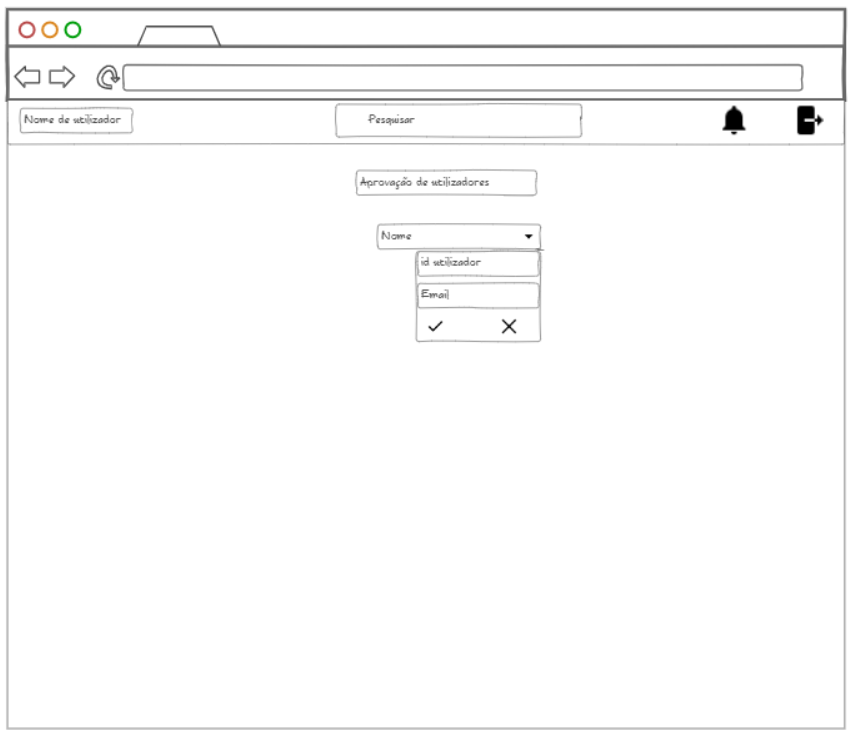 Nome de utilizador
Pesquisar
Aprovação de utilizadores
Nome
id utilizador
Email